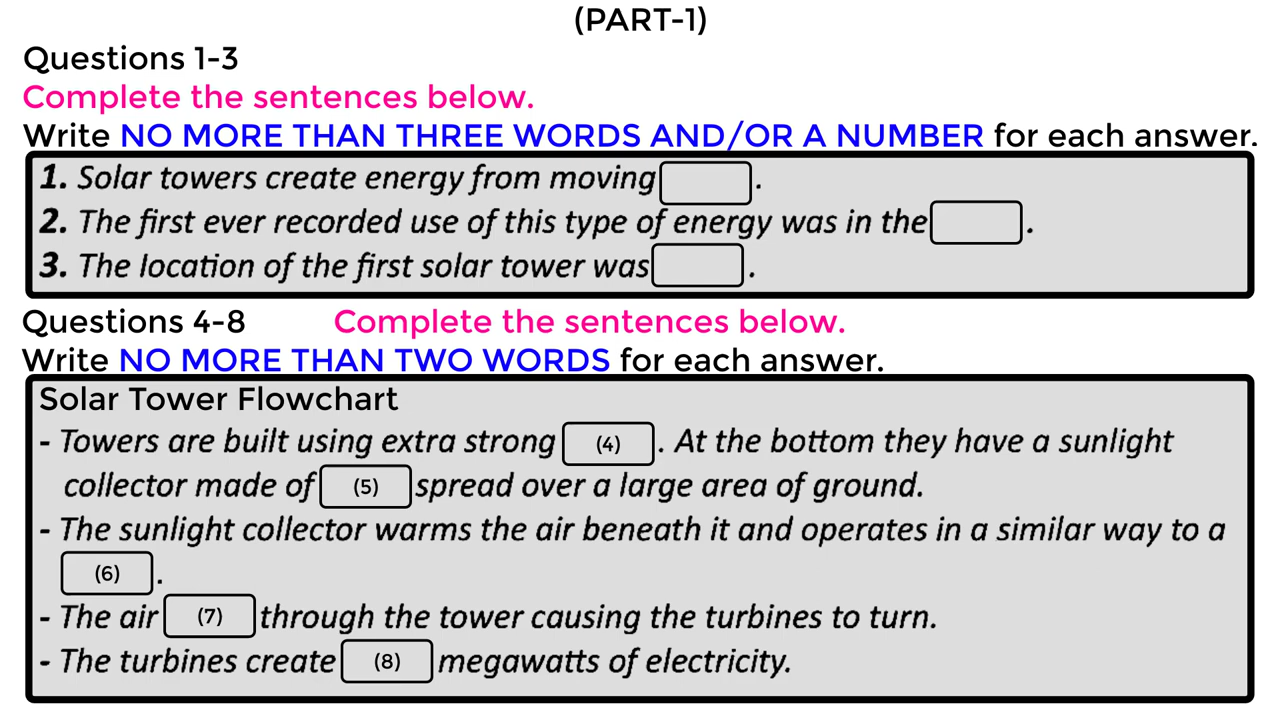 (PART-1)
Questions 1-3
Complete the sentences below.
Write NO MORE THAN THREE WORDS AND/OR A NUMBER for each answer.
1. Solar towers create energy from moving .
2. The first ever recorded use of this type of energy was in the .
3. The location of the first solar tower was .
Questions 4-8 Complete the sentences below.
Write NO MORE THAN TWO WORDS for each answer.
Solar Tower Flowchart
- Towers are built using extra strong (4) . At the bottom they have a sunlight
collector made of (5) spread over a large area of ground.
- The sunlight collector warms the air beneath it and operates in a similar way to a
(6) .
- The air (7) through the tower causing the turbines to turn.
- The turbines create (8) megawatts of electricity.